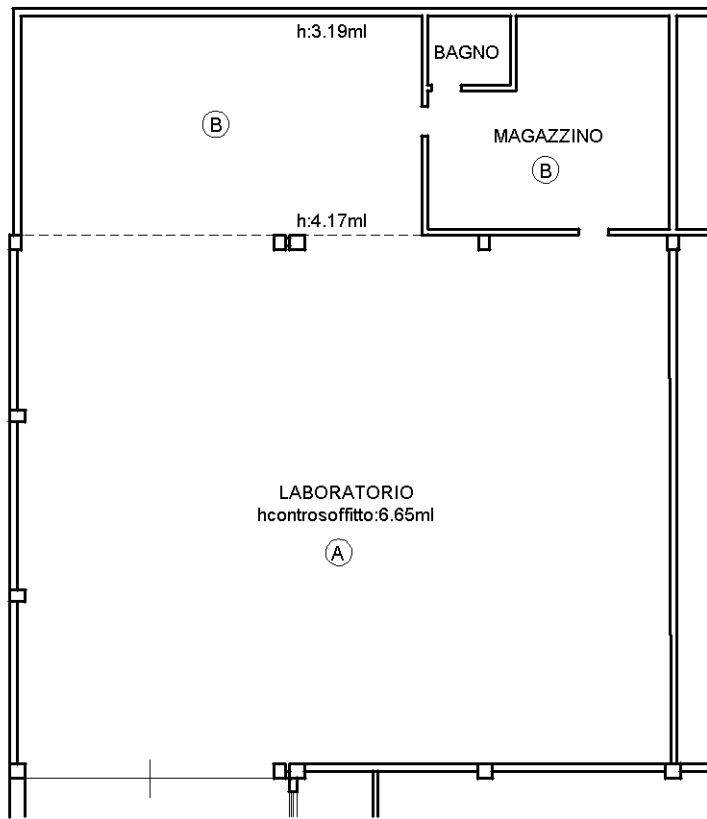 h:3.19ml
BAGNO
B
MAGAZZINO
B
h:4.17ml
LABORATORIO
hcontrosoffitto:6.65ml
A